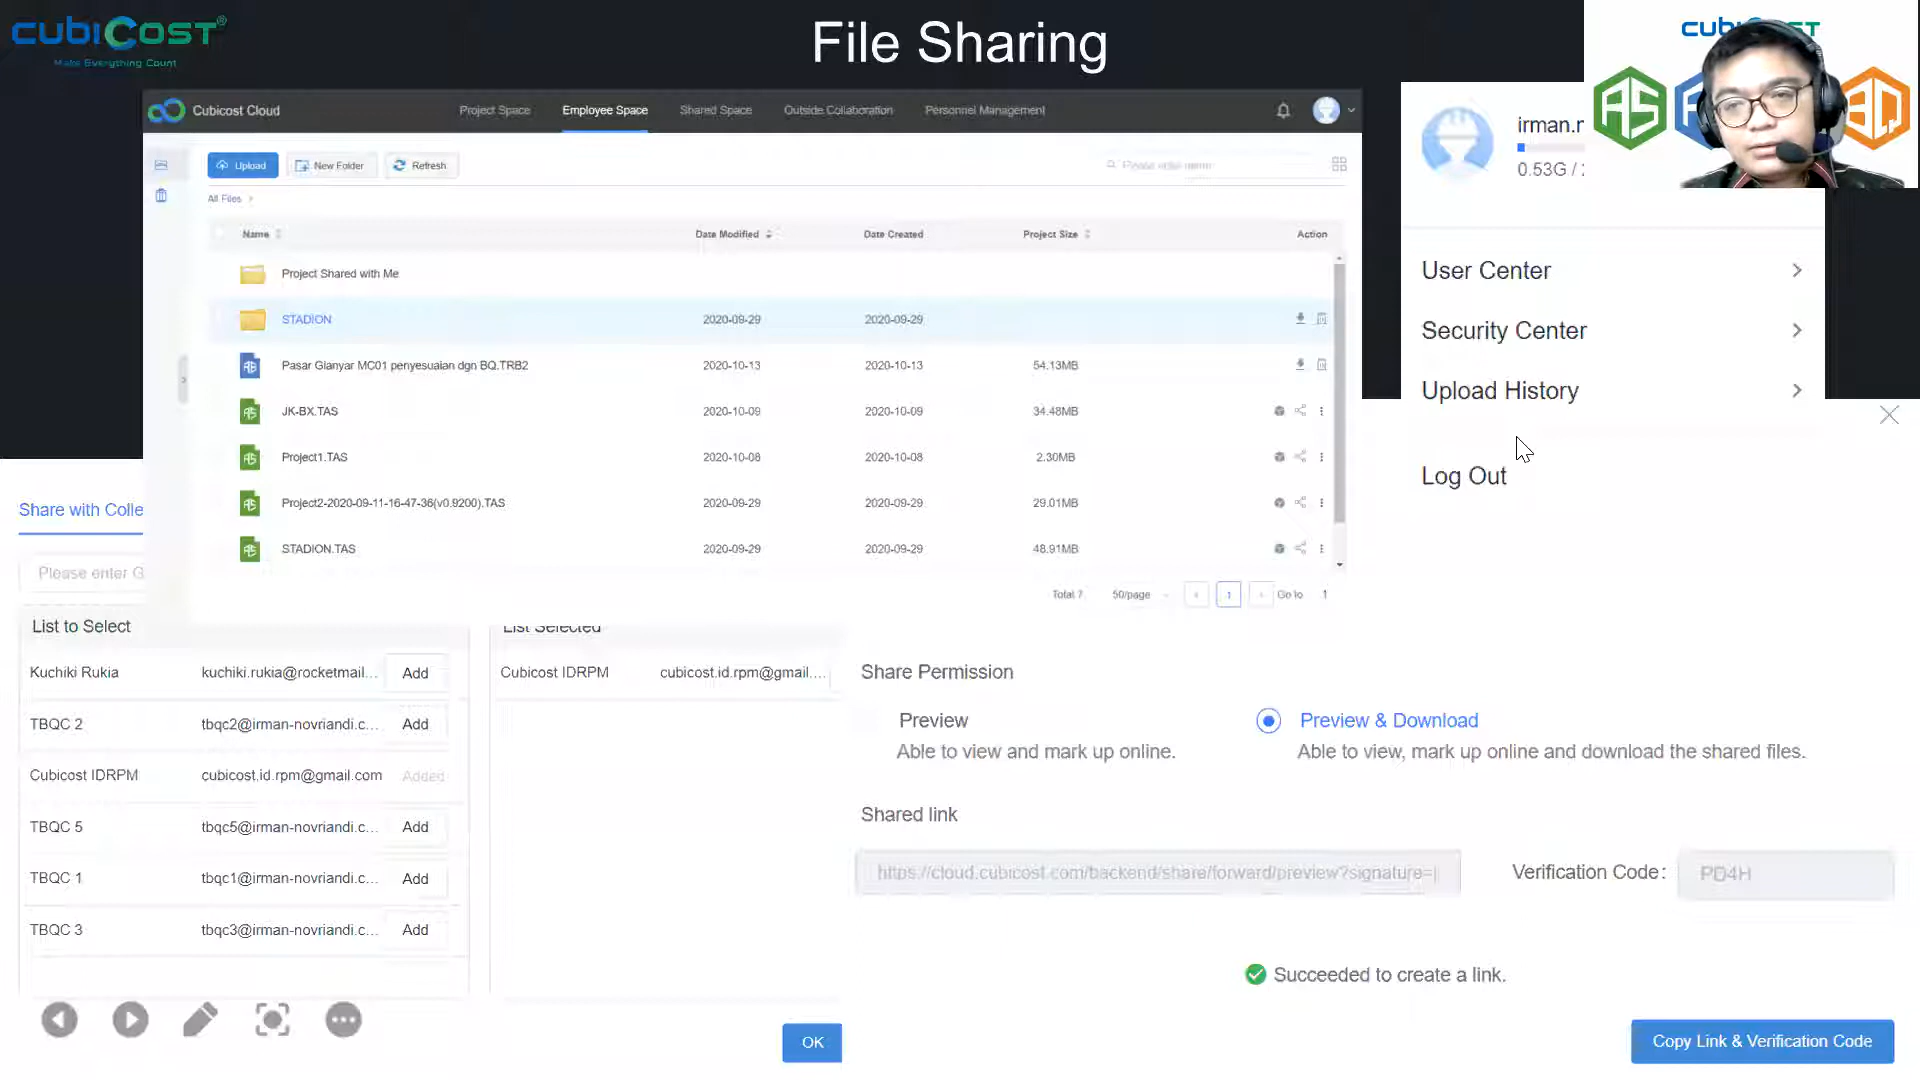 CUBICOST®
Make Everything Count
File Sharing
Cubicost Cloud
Project Space
Employee Space
Shared Space
Outside Collaboration
Personnel Management
Upload
New Folder
Refresh
Please enter name
All Files >
Name
Date Modified
Date Created
Project Size
Action
Project Shared with Me
STADION 2020-09-29 2020-09-29
Pasar Gianyar MC01 penyesuaian dgn BQ.TRB2 2020-10-13 2020-10-13 54.13MB
JK-BX.TAS 2020-10-09 2020-10-09 34.48MB
Project1.TAS 2020-10-08 2020-10-08 2.30MB
Project2-2020-09-11-16-47-36(v0.9200).TAS 2020-09-29 2020-09-29 29.01MB
STADION.TAS 2020-09-29 2020-09-29 48.91MB
Total 7 50/page 1 Go to 1
irman.n
0.53G /
User Center
Security Center
Upload History
Log Out
Share with Colle
Please enter G
List to Select
Kuchiki Rukia kuchiki.rukia@rocketmail... Add
TBQC 2 tbqc2@irman-novriandi.c... Add
Cubicost IDRPM cubicost.id.rpm@gmail.com Added
TBQC 5 tbqc5@irman-novriandi.c... Add
TBQC 1 tbqc1@irman-novriandi.c... Add
TBQC 3 tbqc3@irman-novriandi.c... Add
List Selected
Cubicost IDRPM cubicost.id.rpm@gmail....
OK
Share Permission
Preview
Able to view and mark up online.
Preview & Download
Able to view, mark up online and download the shared files.
Shared link
https://cloud.cubicost.com/backend/share/forward/preview?signature=
Verification Code: PD4H
Succeeded to create a link.
Copy Link & Verification Code